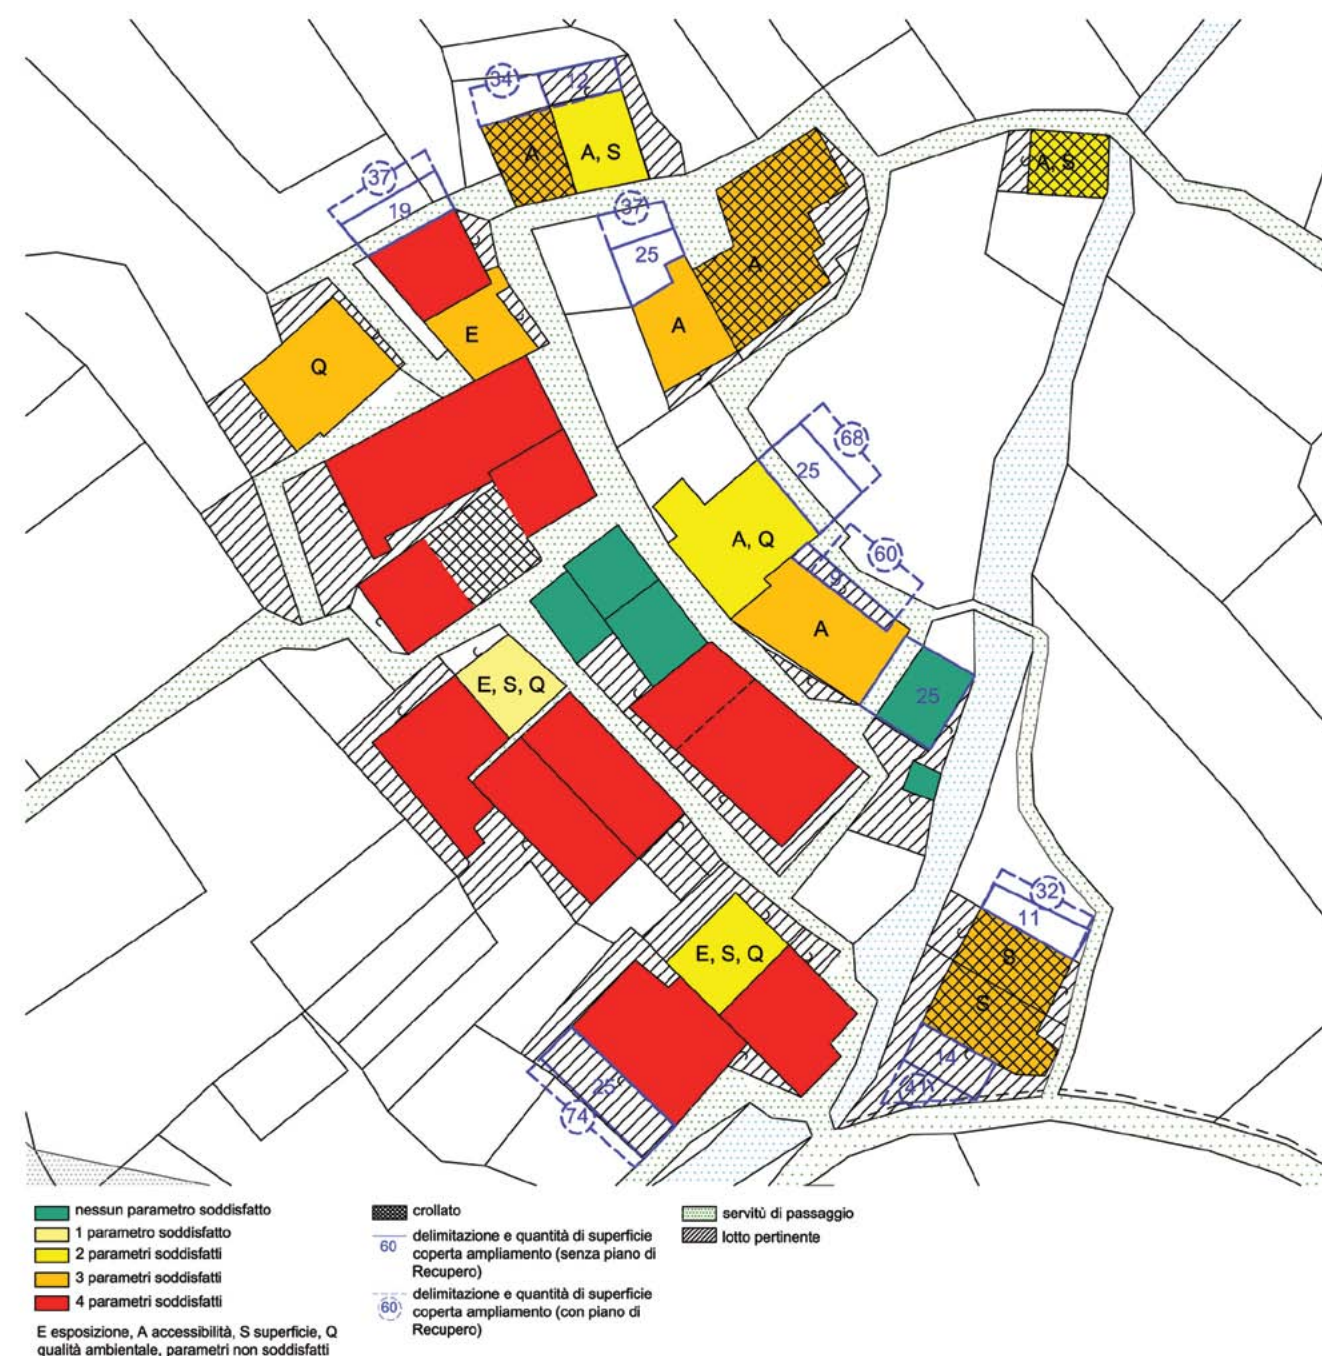 34
12
A
A, S
A, S
37
19
37
25
A
E
A
Q
68
25
A, Q
60
9
A
E, S, Q
25
32
11
S
E, S, Q
S
14
25
41
74
nessun parametro soddisfatto
1 parametro soddisfatto
2 parametri soddisfatti
3 parametri soddisfatti
4 parametri soddisfatti
E esposizione, A accessibilità, S superficie, Q
qualità ambientale, parametri non soddisfatti
crollato
60
delimitazione e quantità di superficie
coperta ampliamento (senza piano di
Recupero)
60
delimitazione e quantità di superficie
coperta ampliamento (con piano di
Recupero)
servitù di passaggio
lotto pertinente